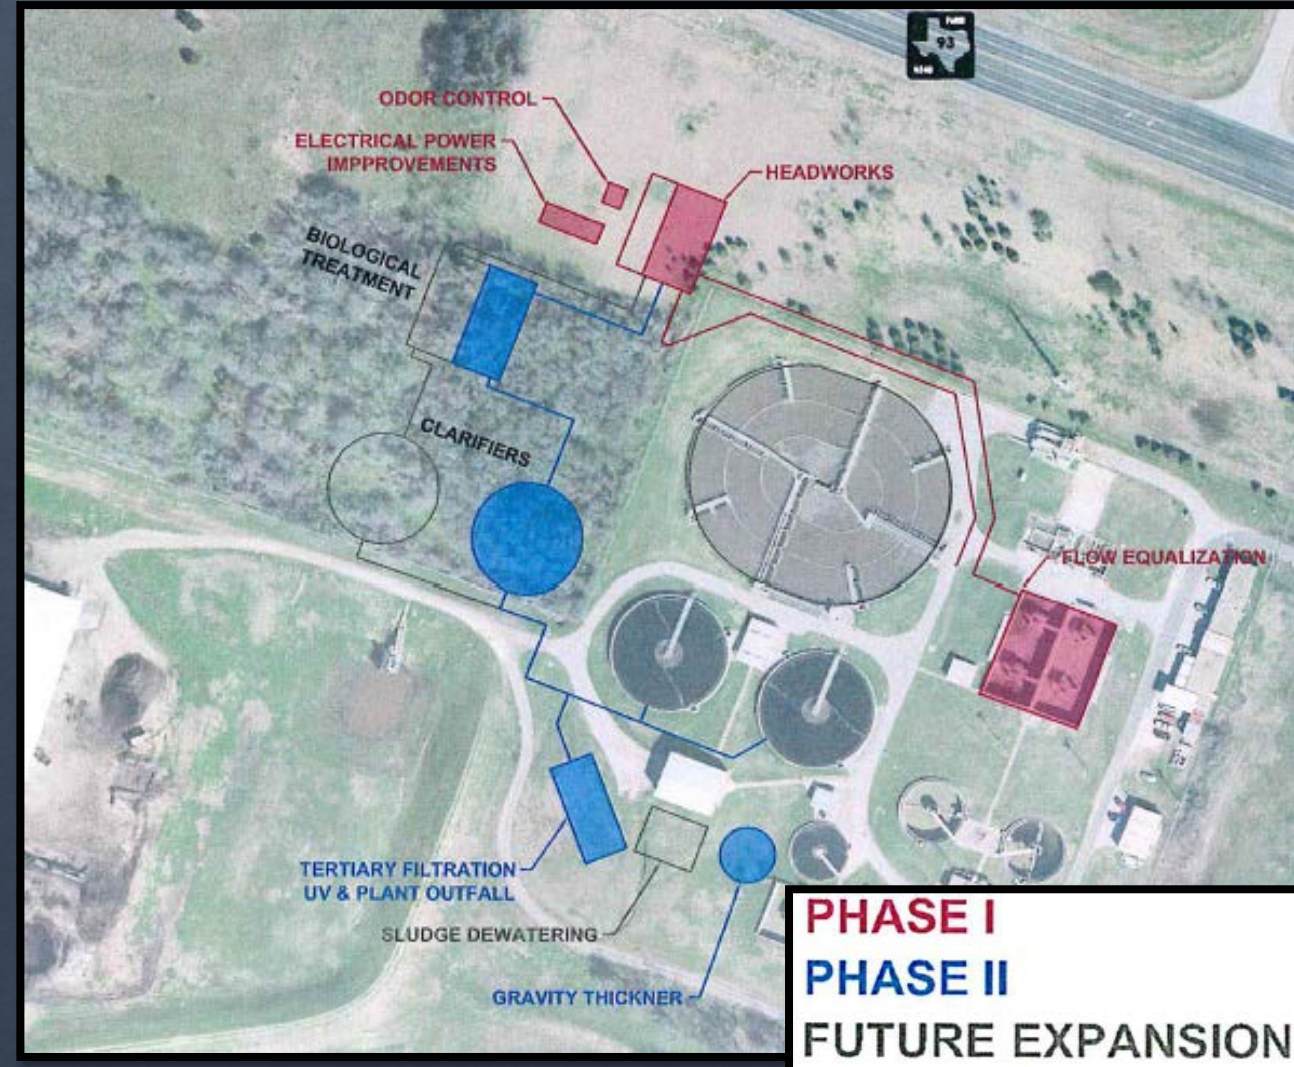 93
ODOR CONTROL
ELECTRICAL POWER
IMPPROVEMENTS
HEADWORKS
BIOLOGICAL
TREATMENT
CLARIFIERS
FLOW EQUALIZATION
TERTIARY FILTRATION
UV & PLANT OUTFALL
SLUDGE DEWATERING
GRAVITY THICKNER
PHASE I
PHASE II
FUTURE EXPANSION